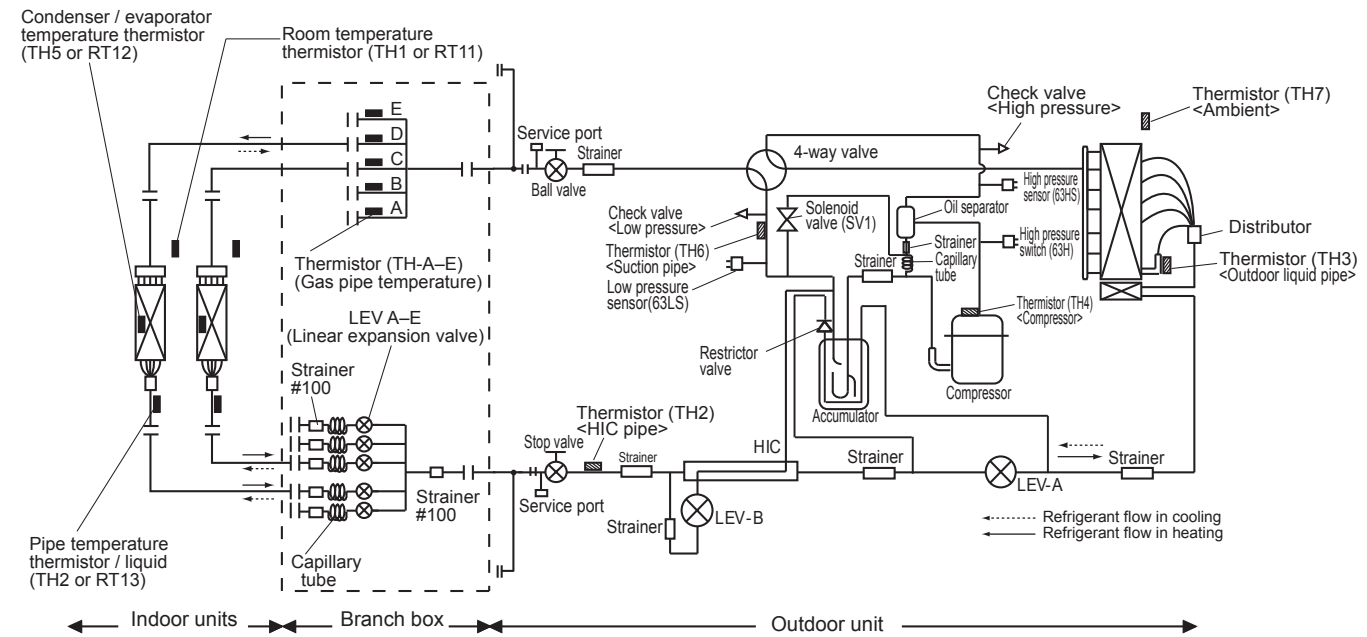 Condenser / evaporator
temperature thermistor
(TH5 or RT12)
Room temperature
thermistor (TH1 or RT11)
E
D
C
B
A
Thermistor (TH-A–E)
(Gas pipe temperature)
LEV A–E
(Linear expansion valve)
Strainer
#100
Strainer
#100
Capillary
tube
Pipe temperature
thermistor / liquid
(TH2 or RT13)
Service port
Ball valve
Strainer
4-way valve
Check valve
<High pressure>
Thermistor (TH7)
<Ambient>
High pressure
sensor (63HS)
High pressure
switch (63H)
Oil separator
Solenoid
valve (SV1)
Check valve
<Low pressure>
Thermistor (TH6)
<Suction pipe>
Low pressure
sensor(63LS)
Strainer
Strainer
Capillary
tube
Distributor
Thermistor (TH3)
<Outdoor liquid pipe>
Thermistor (TH4)
<Compressor>
Compressor
Restrictor
valve
Accumulator
Thermistor (TH2)
<HIC pipe>
Stop valve
Service port
Strainer
HIC
Strainer
LEV-B
Strainer
LEV-A
Strainer
Refrigerant flow in cooling
Refrigerant flow in heating
Indoor units
Branch box
Outdoor unit